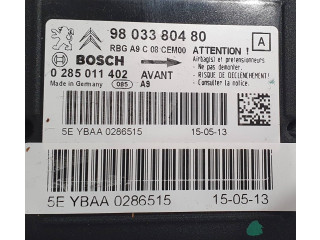 98 033 804 80
RBG A9 C 08 CEM00
ATTENTION !
A
Airbag(s) et pretensionneurs
- Ne pas demonter.
- RISQUE DE DECLENCHEMENT!
- Consulter la notice.
BOSCH
0 285 011 402 AVANT
Made in Germany 085 A9
5E YBAA 0286515 15-05-13
5E YBAA 0286515 15-05-13